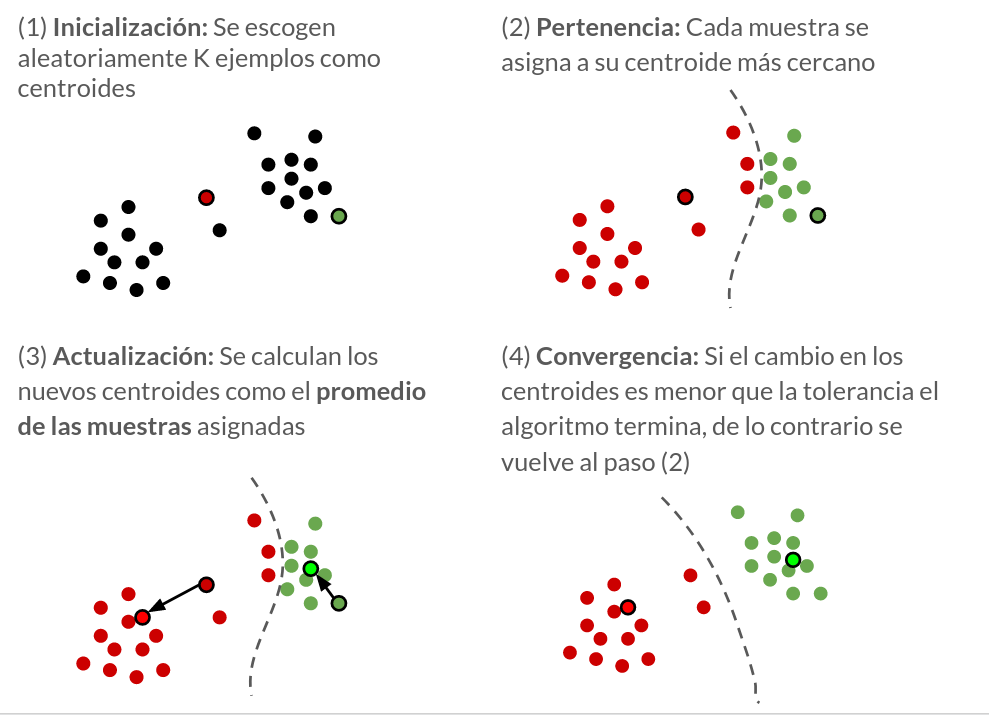 (1) Inicialización: Se escogen
aleatoriamente K ejemplos como
centroides
(2) Pertenencia: Cada muestra se
asigna a su centroide más cercano
(3) Actualización: Se calculan los
nuevos centroides como el promedio
de las muestras asignadas
(4) Convergencia: Si el cambio en los
centroides es menor que la tolerancia el
algoritmo termina, de lo contrario se
vuelve al paso (2)